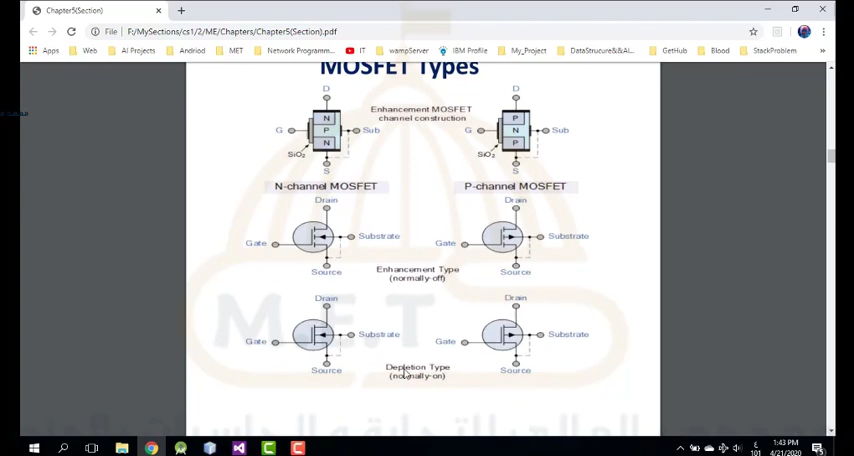 Chapter5(Section)
File
F:/MySections/cs1/2/ME/Chapters/Chapter5(Section).pdf
Apps
Web
AI Projects
Andriod
MET
Network Programm...
IT
wampServer
IBM Profile
My_Project
DataStrucure&&Al...
GetHub
Blood
StackProblem
MOSFET Types
D
D
Enhancement MOSFET
channel construction
N
P
G
P
Sub
G
N
Sub
N
P
SiO2
SiO2
S
S
N-channel MOSFET
P-channel MOSFET
Drain
Drain
Gate
Substrate
Gate
Substrate
Source
Source
Enhancement Type
(normally-off)
Drain
Drain
M.E.T
Gate
Substrate
Gate
Substrate
Source
Source
Depletion Type
(normally-on)
1:43 PM
4/21/2020
ع
101
5